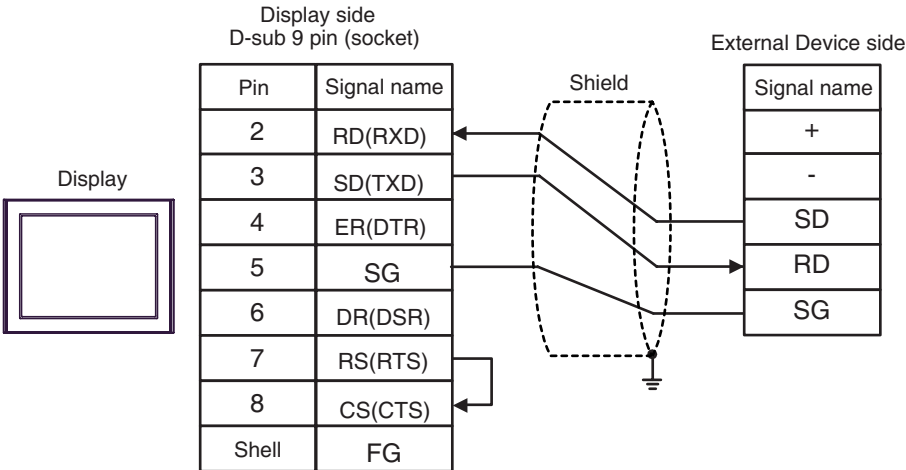 Display side
D-sub 9 pin (socket)
External Device side
Display
Shield
Pin Signal name
2 RD(RXD)
3 SD(TXD)
4 ER(DTR)
5 SG
6 DR(DSR)
7 RS(RTS)
8 CS(CTS)
Shell FG
Signal name
+
-
SD
RD
SG